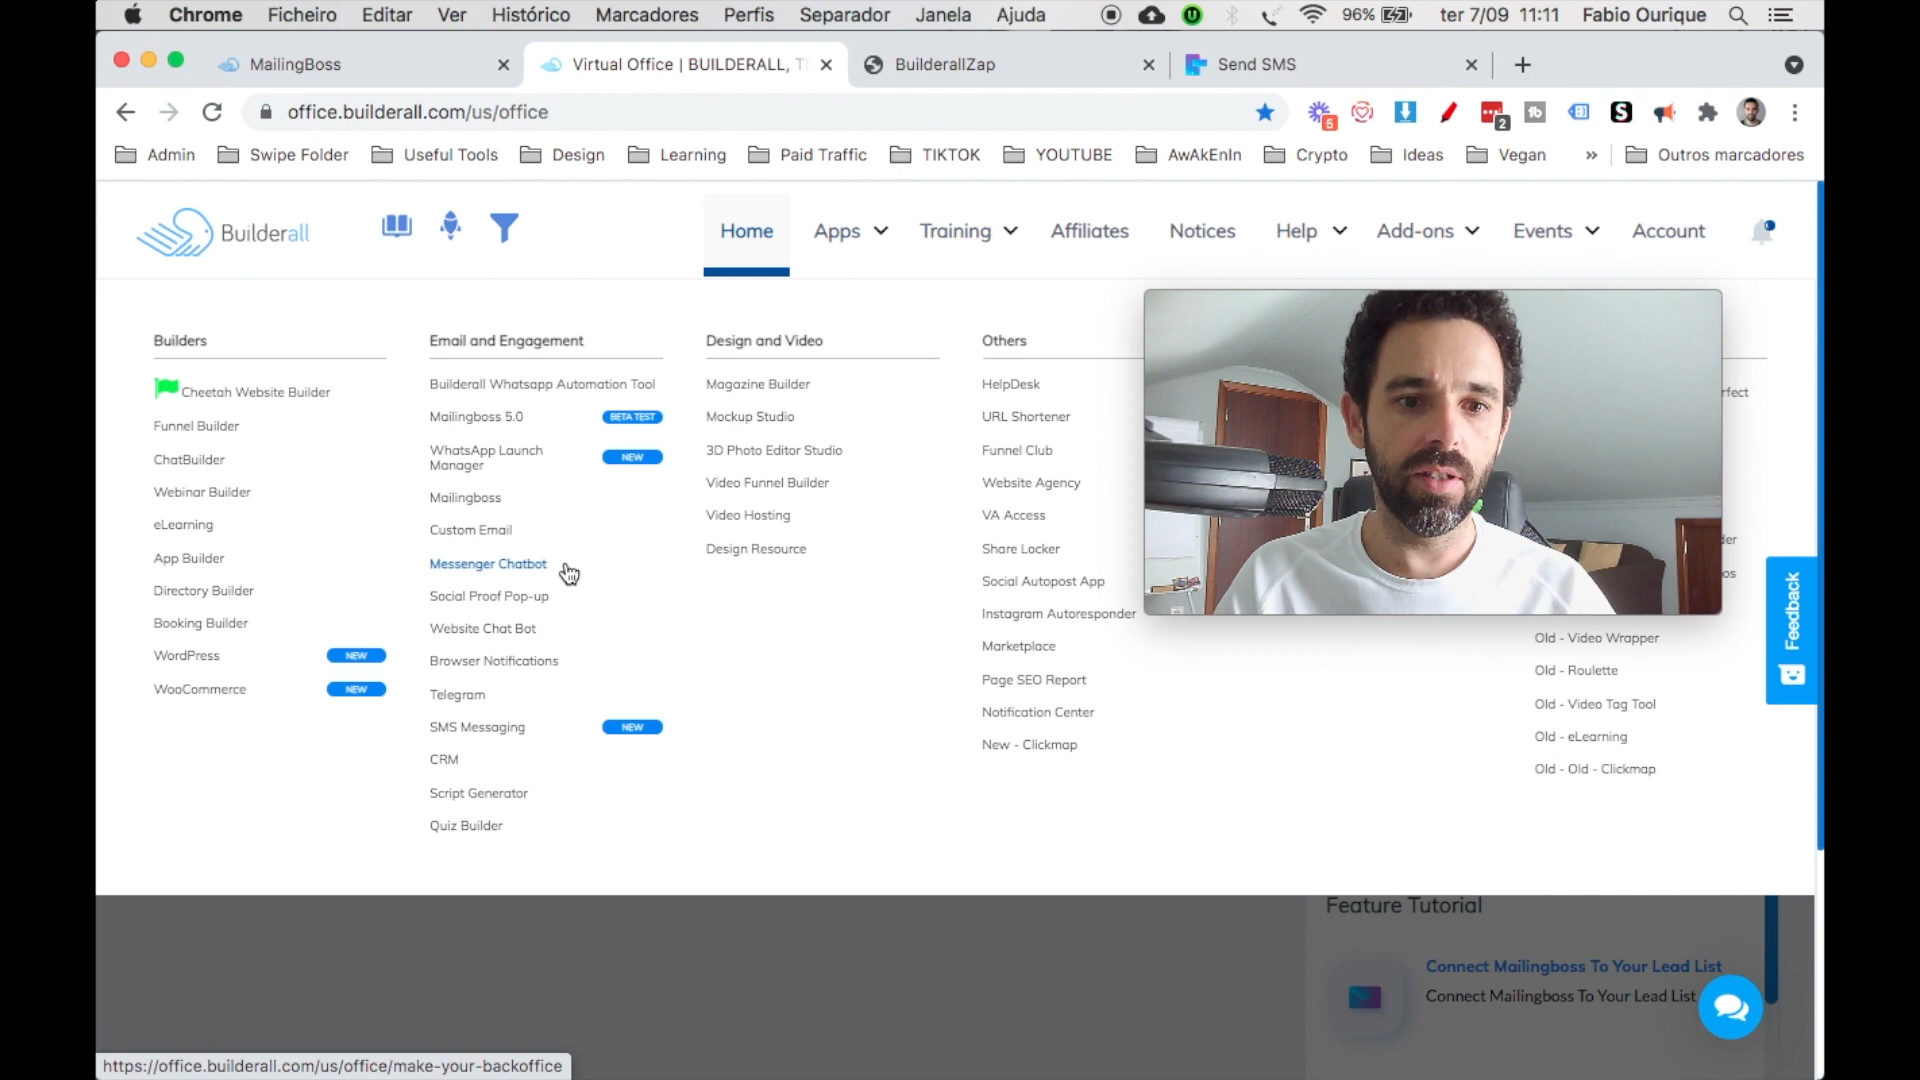 Chrome Ficheiro Editar Ver Histórico Marcadores Perfis Separador Janela Ajuda 96% ter 7/09 11:11 Fabio Ourique
MailingBoss
Virtual Office | BUILDERALL, T
BuilderallZap
Send SMS
office.builderall.com/us/office
5
2
Admin Swipe Folder Useful Tools Design Learning Paid Traffic TIKTOK YOUTUBE AwAkEnIn Crypto Ideas Vegan » Outros marcadores
Builderall
Home Apps Training Affiliates Notices Help Add-ons Events Account
Builders
Cheetah Website Builder
Funnel Builder
ChatBuilder
Webinar Builder
eLearning
App Builder
Directory Builder
Booking Builder
WordPress NEW
WooCommerce NEW
Email and Engagement
Builderall Whatsapp Automation Tool
Mailingboss 5.0 BETA TEST
WhatsApp Launch
Manager NEW
Mailingboss
Custom Email
Messenger Chatbot
Social Proof Pop-up
Website Chat Bot
Browser Notifications
Telegram
SMS Messaging NEW
CRM
Script Generator
Quiz Builder
Design and Video
Magazine Builder
Mockup Studio
3D Photo Editor Studio
Video Funnel Builder
Video Hosting
Design Resource
Others
HelpDesk
URL Shortener
Funnel Club
Website Agency
VA Access
Share Locker
Social Autopost App
Instagram Autoresponder
Marketplace
Page SEO Report
Notification Center
New - Clickmap
rfect
der
os
Old - Video Wrapper
Old - Roulette
Old - Video Tag Tool
Old - eLearning
Old - Old - Clickmap
Feedback
Feature Tutorial
Connect Mailingboss To Your Lead List
Connect Mailingboss To Your Lead List
https://office.builderall.com/us/office/make-your-backoffice